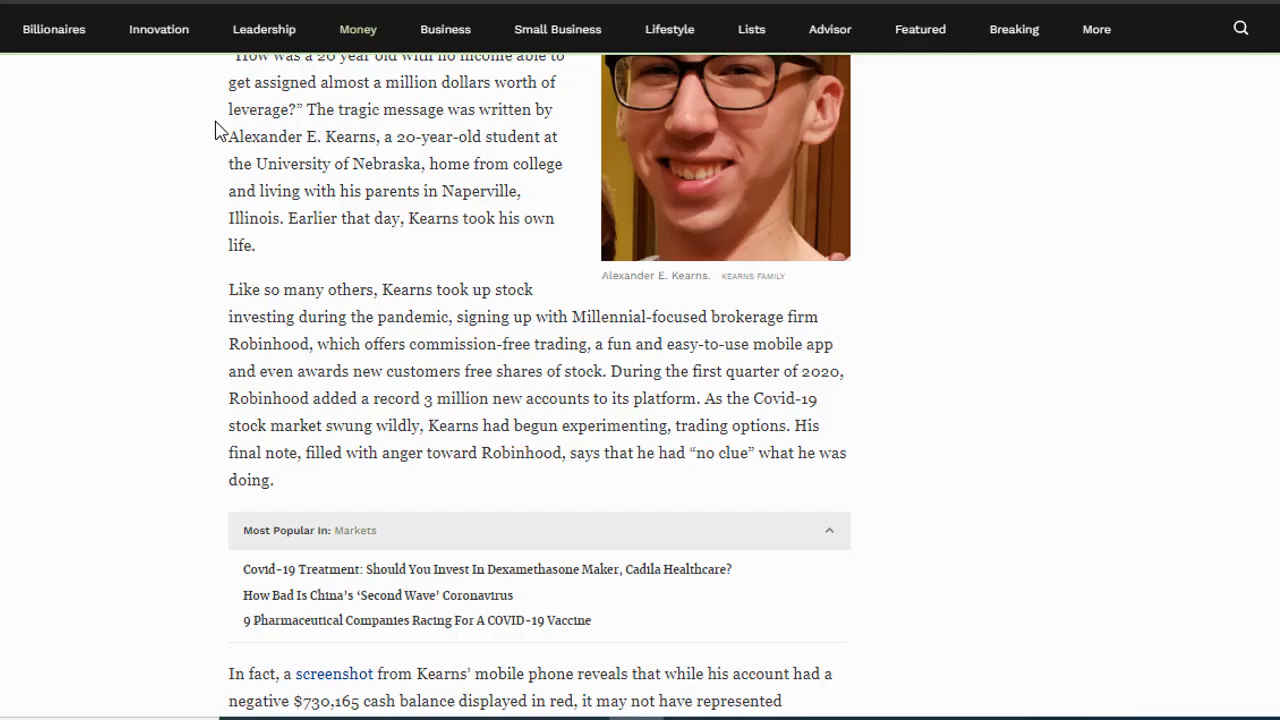 Billionaires Innovation Leadership Money Business Small Business Lifestyle Lists Advisor Featured Breaking More
"How was a 20 year old with no income able to
get assigned almost a million dollars worth of
leverage?” The tragic message was written by
Alexander E. Kearns, a 20-year-old student at
the University of Nebraska, home from college
and living with his parents in Naperville,
Illinois. Earlier that day, Kearns took his own
life.
Alexander E. Kearns. KEARNS FAMILY
Like so many others, Kearns took up stock
investing during the pandemic, signing up with Millennial-focused brokerage firm
Robinhood, which offers commission-free trading, a fun and easy-to-use mobile app
and even awards new customers free shares of stock. During the first quarter of 2020,
Robinhood added a record 3 million new accounts to its platform. As the Covid-19
stock market swung wildly, Kearns had begun experimenting, trading options. His
final note, filled with anger toward Robinhood, says that he had “no clue” what he was
doing.
Most Popular In: Markets
Covid-19 Treatment: Should You Invest In Dexamethasone Maker, Cadila Healthcare?
How Bad Is China’s ‘Second Wave’ Coronavirus
9 Pharmaceutical Companies Racing For A COVID-19 Vaccine
In fact, a screenshot from Kearns’ mobile phone reveals that while his account had a
negative $730,165 cash balance displayed in red, it may not have represented